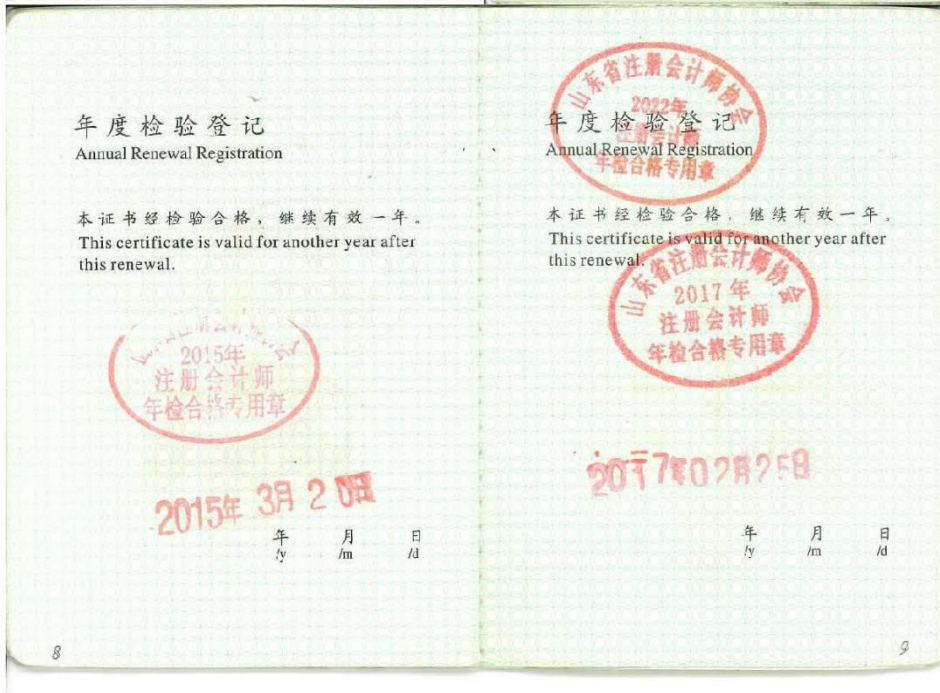 年度检验登记
Annual Renewal Registration
本证书经检验合格，继续有效一年。
This certificate is valid for another year after
this renewal.
2015年
注册会计师
年检合格专用章
2015年 3月 2 0日
年 月 日
/y /m /d
8
山东省注册会计师协会
2022年
注册会计师
年检合格专用章
年度检验登记
Annual Renewal Registration
本证书经检验合格，继续有效一年。
This certificate is valid for another year after
this renewal.
山东省注册会计师协会
2017年
注册会计师
年检合格专用章
2017年02月25日
年 月 日
/y /m /d
9